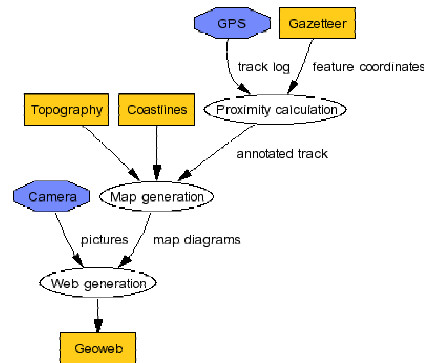 GPS
Gazetteer
track log
feature coordinates
Topography
Coastlines
Proximity calculation
annotated track
Camera
Map generation
pictures
map diagrams
Web generation
Geoweb